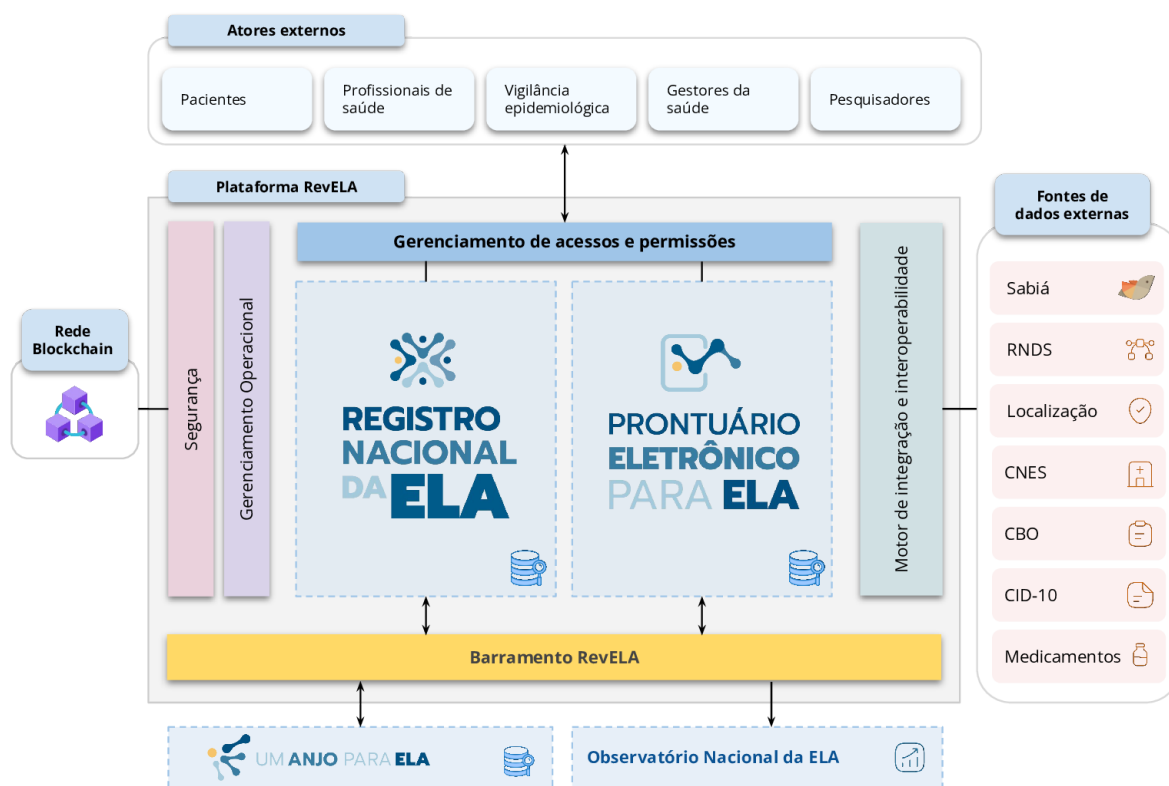 Atores externos
Pacientes
Profissionais de
saúde
Vigilância
epidemiológica
Gestores da
saúde
Pesquisadores
Plataforma RevELA
Fontes de
dados externas
Gerenciamento de acessos e permissões
Rede
Blockchain
Segurança
Gerenciamento Operacional
REGISTRO
NACIONAL
DA ELA
PRONTUÁRIO
ELETRÔNICO
PARA ELA
Motor de integração e interoperabilidade
Sabiá
RNDS
Localização
CNES
CBO
CID-10
Medicamentos
Barramento RevELA
UM ANJO PARA ELA
Observatório Nacional da ELA